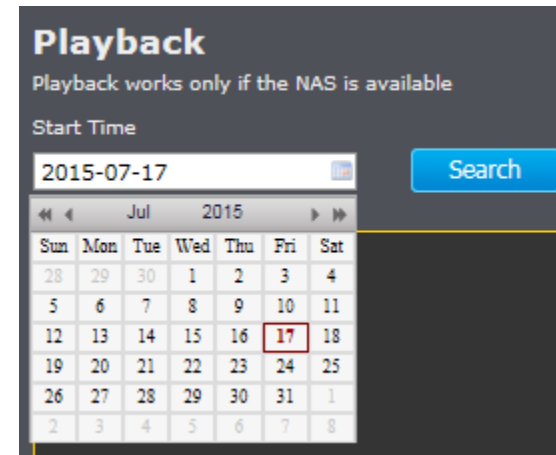 Playback
Playback works only if the NAS is available
Start Time
2015-07-17
Search
Jul 2015
Sun Mon Tue Wed Thu Fri Sat
28 29 30 1 2 3 4
5 6 7 8 9 10 11
12 13 14 15 16 17 18
19 20 21 22 23 24 25
26 27 28 29 30 31 1
2 3 4 5 6 7 8